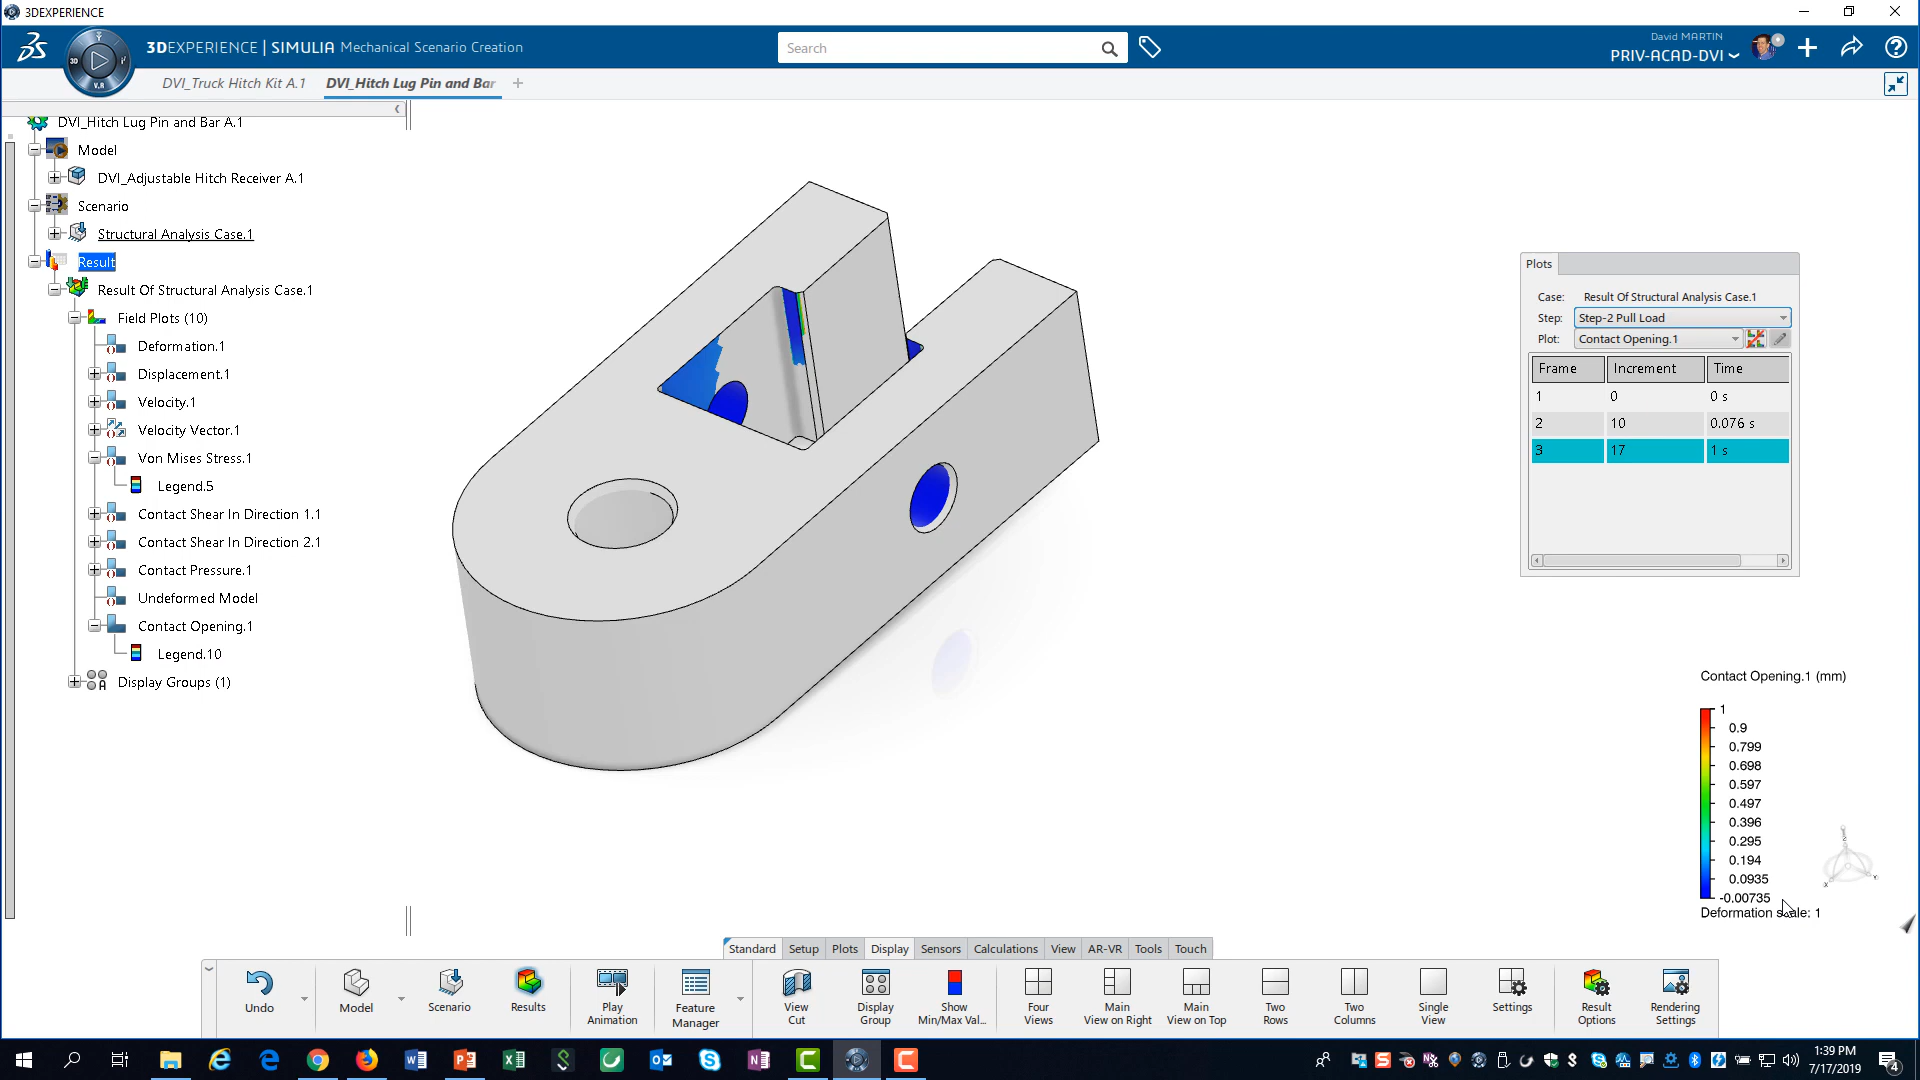 3DEXPERIENCE
3DEXPERIENCE | SIMULIA Mechanical Scenario Creation
Search
David MARTIN
PRIV-ACAD-DVI
3D
V.R
DVI_Truck Hitch Kit A.1
DVI_Hitch Lug Pin and Bar
DVI_Hitch Lug Pin and Bar A.1
Model
DVI_Adjustable Hitch Receiver A.1
Scenario
Structural Analysis Case.1
Result
Result Of Structural Analysis Case.1
Field Plots (10)
Deformation.1
Displacement.1
Velocity.1
Velocity Vector.1
Von Mises Stress.1
Legend.5
Contact Shear In Direction 1.1
Contact Shear In Direction 2.1
Contact Pressure.1
Undeformed Model
Contact Opening.1
Legend.10
Display Groups (1)
Plots
Case: Result Of Structural Analysis Case.1
Step: Step-2 Pull Load
Plot: Contact Opening.1
Frame Increment Time
1 0 0 s
2 10 0.076 s
3 17 1 s
Contact Opening.1 (mm)
1
0.9
0.799
0.698
0.597
0.497
0.396
0.295
0.194
0.0935
-0.00735
Deformation scale: 1
Standard Setup Plots Display Sensors Calculations View AR-VR Tools Touch
Undo
Model
Scenario
Results
Play Animation
Feature Manager
View Cut
Display Group
Show Min/Max Val...
Four Views
Main View on Right
Main View on Top
Two Rows
Two Columns
Single View
Settings
Result Options
Rendering Settings
1:39 PM
7/17/2019
4